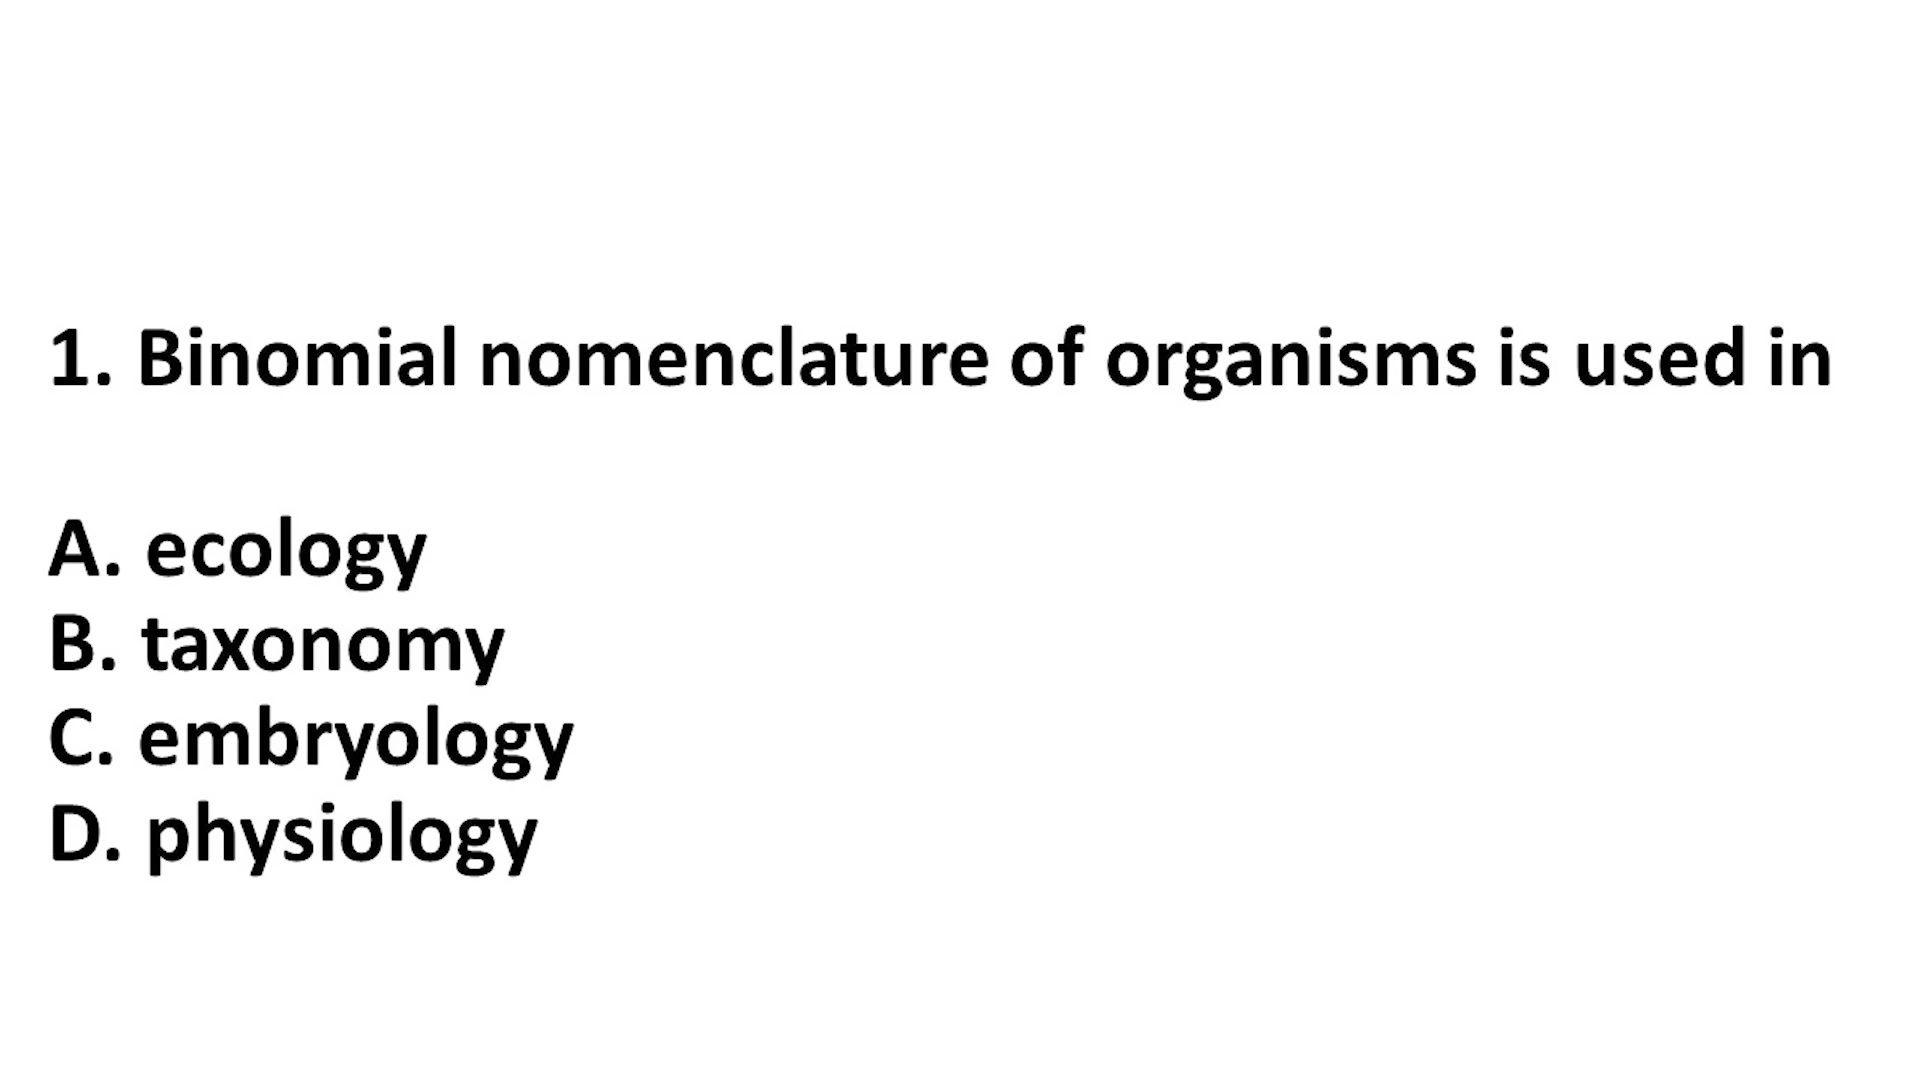 1. Binomial nomenclature of organisms is used in
A. ecology
B. taxonomy
C. embryology
D. physiology